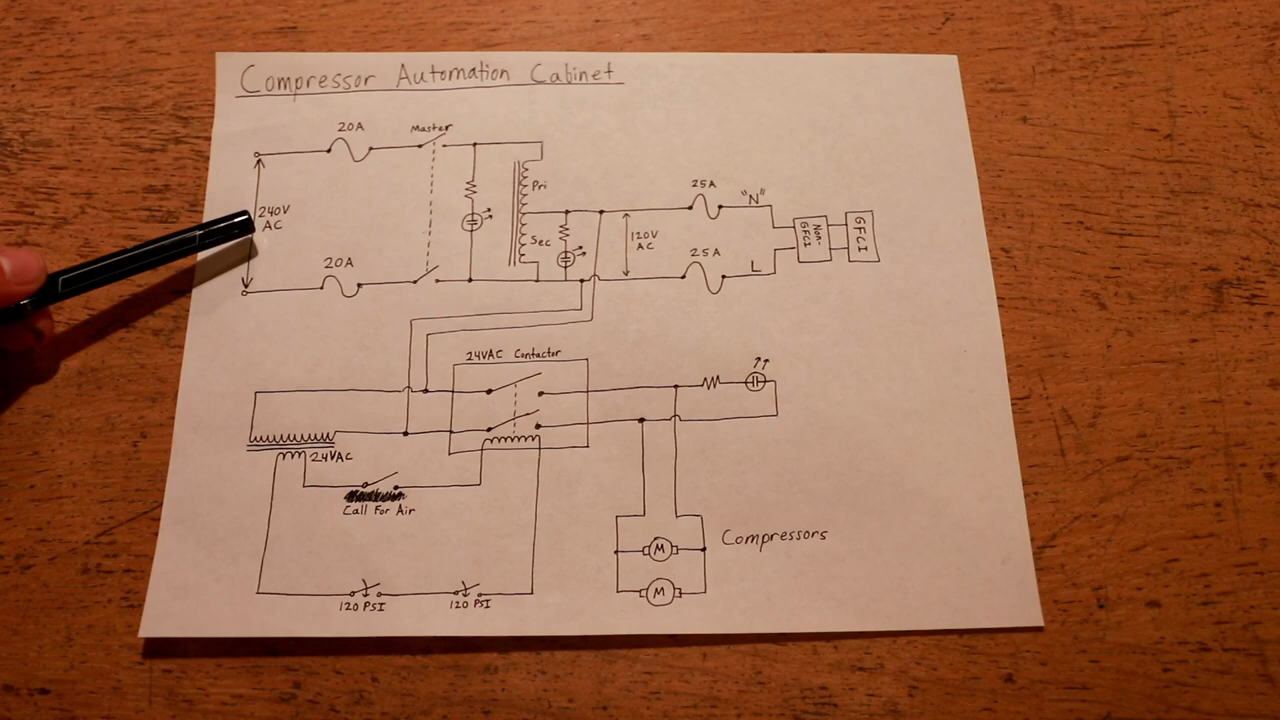 Compressor Automation Cabinet
20A
Master
240V
AC
Pri
Sec
20A
120V
AC
25A
"N"
25A
L
Non-
GFCI
GFCI
24VAC Contactor
24VAC
Call For Air
120 PSI
120 PSI
M
M
Compressors